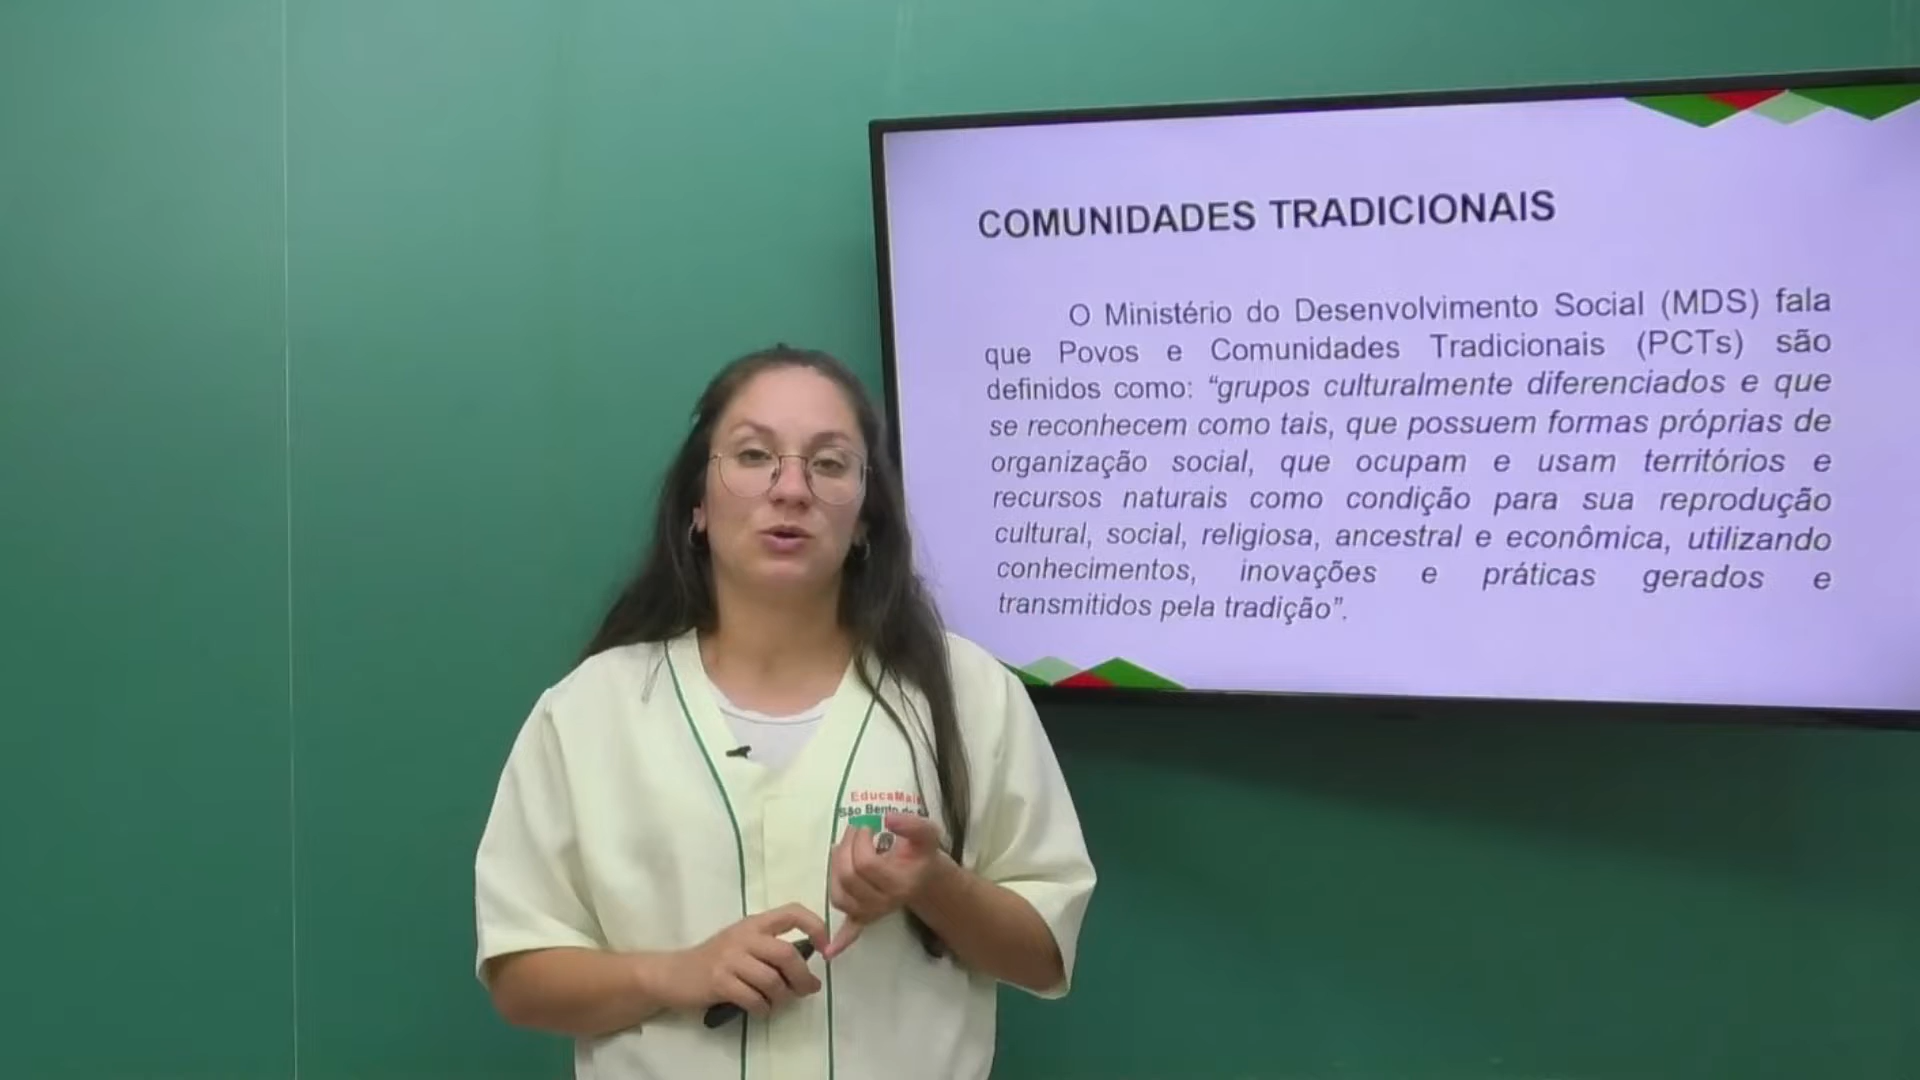 COMUNIDADES TRADICIONAIS
O Ministério do Desenvolvimento Social (MDS) fala
que Povos e Comunidades Tradicionais (PCTs) são
definidos como: “grupos culturalmente diferenciados e que
se reconhecem como tais, que possuem formas próprias de
organização social, que ocupam e usam territórios e
recursos naturais como condição para sua reprodução
cultural, social, religiosa, ancestral e econômica, utilizando
conhecimentos, inovações e práticas gerados e
transmitidos pela tradição”.
São Bento